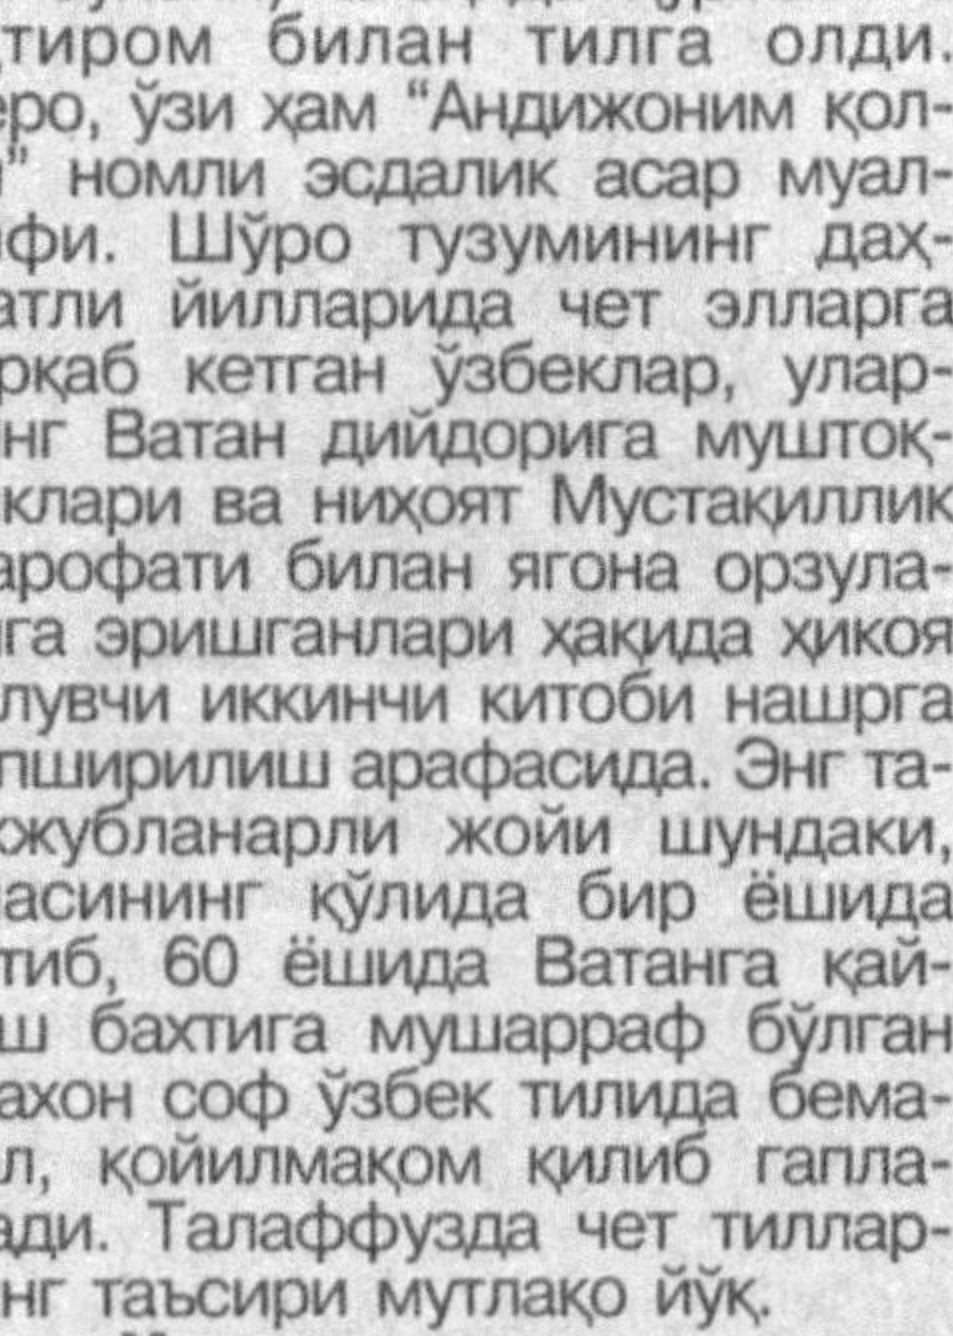 тиром билан тилга олди.
еро, ўзи ҳам “Андижоним қол-
” номли эсдалик асар муал-
фи. Шўро тузумининг даҳ-
атли йилларида чет элларга
рқаб кетган ўзбеклар, улар-
нг Ватан дийдорига муштоқ-
клари ва ниҳоят Мустақиллик
арофати билан ягона орзула-
га эришганлари ҳақида ҳикоя
лувчи иккинчи китоби нашрга
пширилиш арафасида. Энг та-
жубланарли жойи шундаки,
асининг қўлида бир ёшида
тиб, 60 ёшида Ватанга қай-
ш бахтига мушарраф бўлган
ахон соф ўзбек тилида бема-
л, қойилмақом қилиб гапла-
ади. Талаффузда чет тиллар-
нг таъсири мутлақо йўқ.